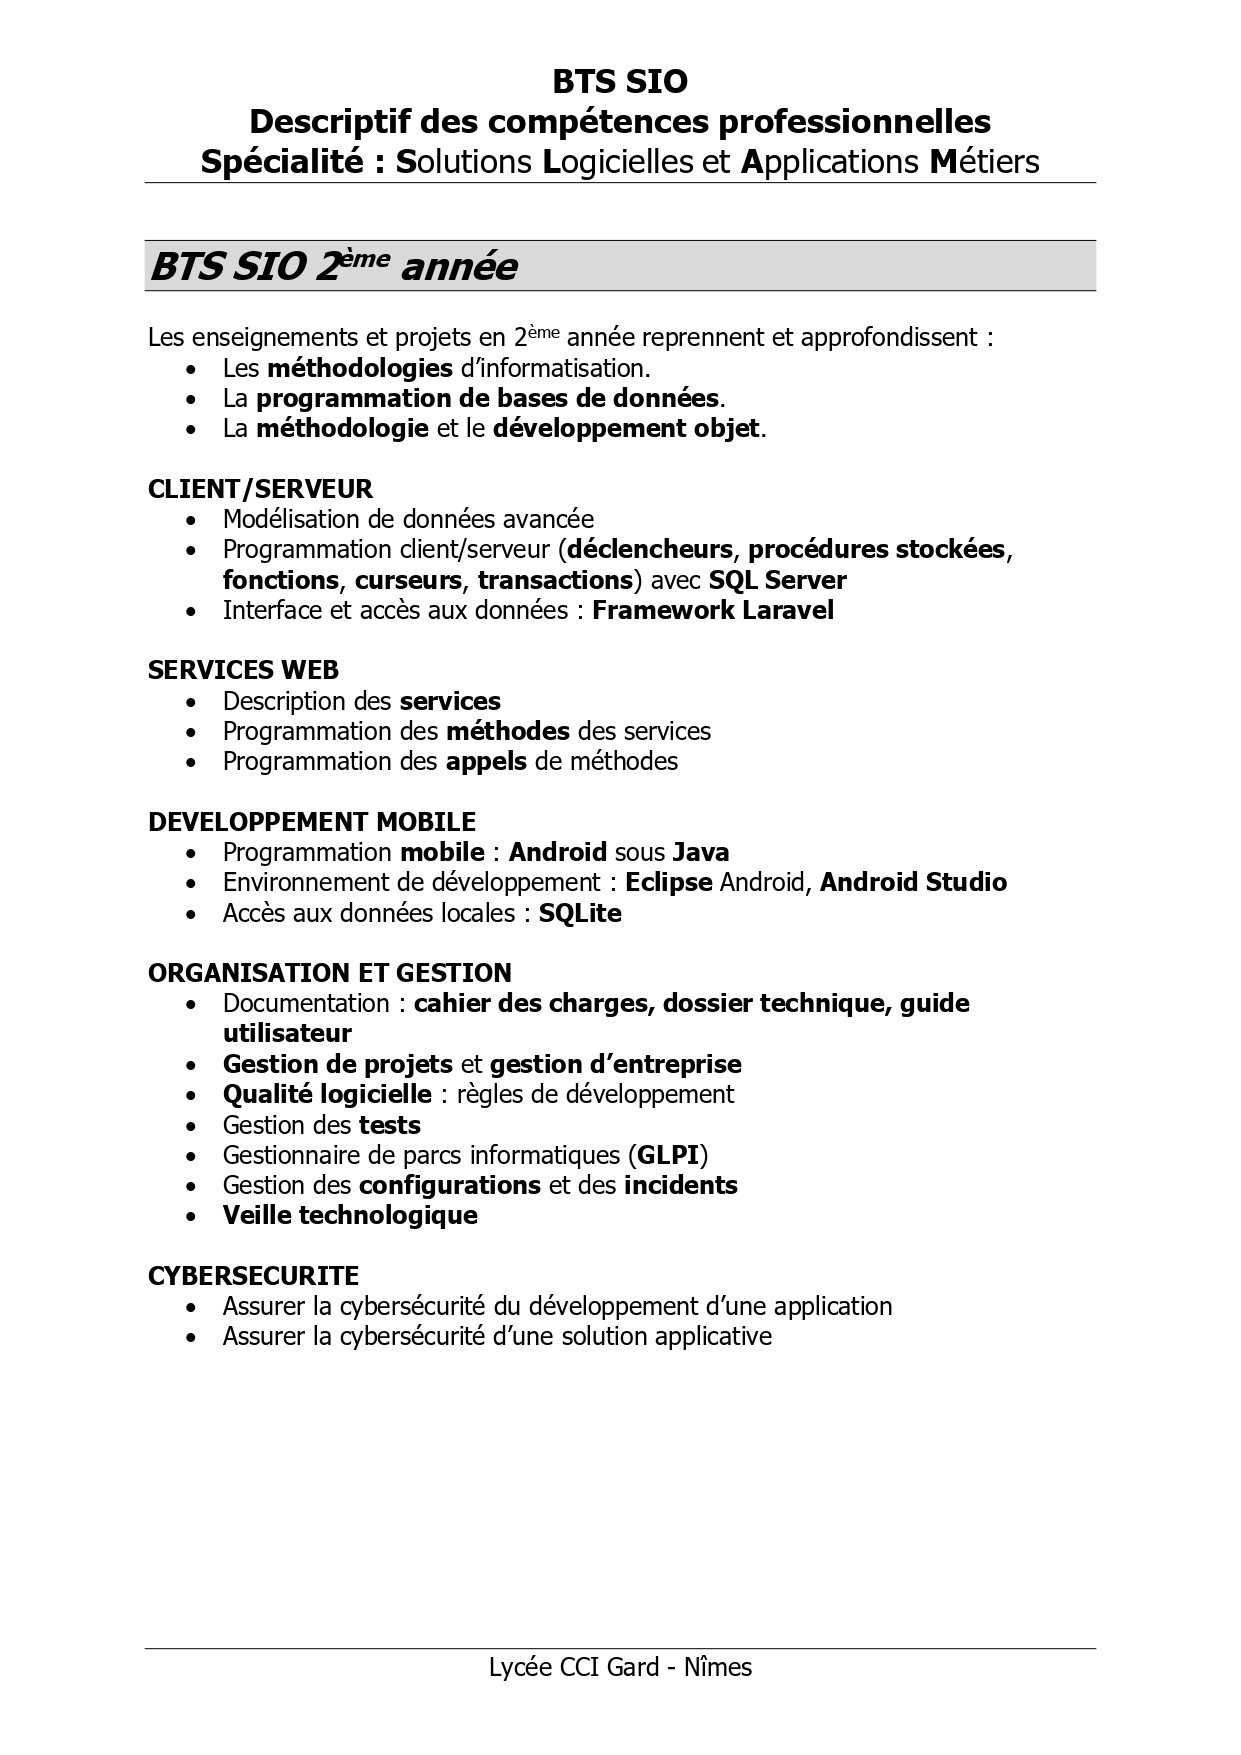 BTS SIO
Descriptif des compétences professionnelles
Spécialité : Solutions Logicielles et Applications Métiers
BTS SIO 2ème année
Les enseignements et projets en 2ème année reprennent et approfondissent :
• Les méthodologies d’informatisation.
• La programmation de bases de données.
• La méthodologie et le développement objet.
CLIENT/SERVEUR
• Modélisation de données avancée
• Programmation client/serveur (déclencheurs, procédures stockées,
fonctions, curseurs, transactions) avec SQL Server
• Interface et accès aux données : Framework Laravel
SERVICES WEB
• Description des services
• Programmation des méthodes des services
• Programmation des appels de méthodes
DEVELOPPEMENT MOBILE
• Programmation mobile : Android sous Java
• Environnement de développement : Eclipse Android, Android Studio
• Accès aux données locales : SQLite
ORGANISATION ET GESTION
• Documentation : cahier des charges, dossier technique, guide
utilisateur
• Gestion de projets et gestion d’entreprise
• Qualité logicielle : règles de développement
• Gestion des tests
• Gestionnaire de parcs informatiques (GLPI)
• Gestion des configurations et des incidents
• Veille technologique
CYBERSECURITE
• Assurer la cybersécurité du développement d’une application
• Assurer la cybersécurité d’une solution applicative
Lycée CCI Gard - Nîmes